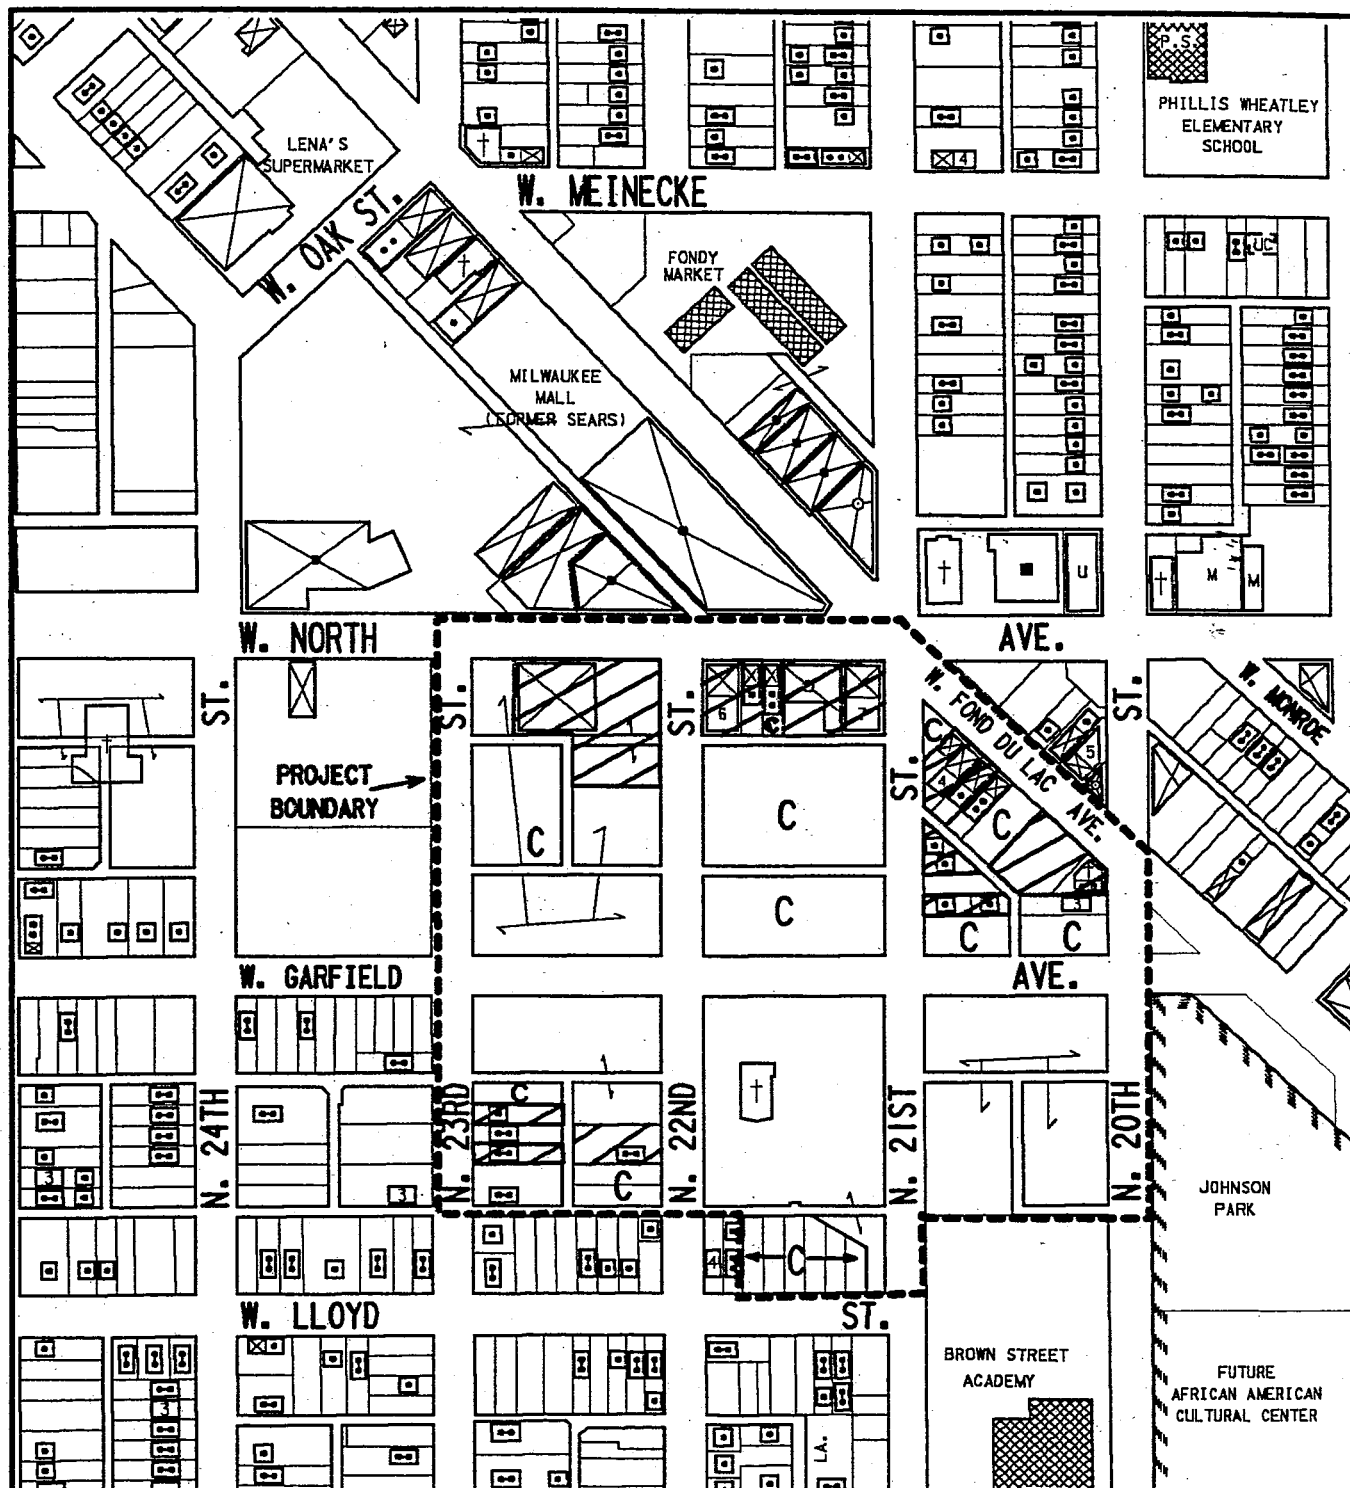 P.S.
PHILLIS WHEATLEY
ELEMENTARY
SCHOOL
LENA'S
SUPERMARKET
4
W. MEINECKE
W. OAK ST.
FONDY
MARKET
UC
MILWAUKEE
MALL
(FORMER SEARS)
U
M
M
W. NORTH
AVE.
ST.
ST.
ST.
ST.
ST.
W. FOND DU LAC AVE.
W. MONROE
6
C
7
C
5
4
PROJECT
BOUNDARY
C
C
C
C
3
C
C
W. GARFIELD
AVE.
N. 24TH
N. 23RD
N. 22ND
N. 21ST
N. 20TH
C
3
3
C
JOHNSON
PARK
4
C
W. LLOYD
ST.
BROWN STREET
ACADEMY
FUTURE
AFRICAN AMERICAN
CULTURAL CENTER
3
LA.